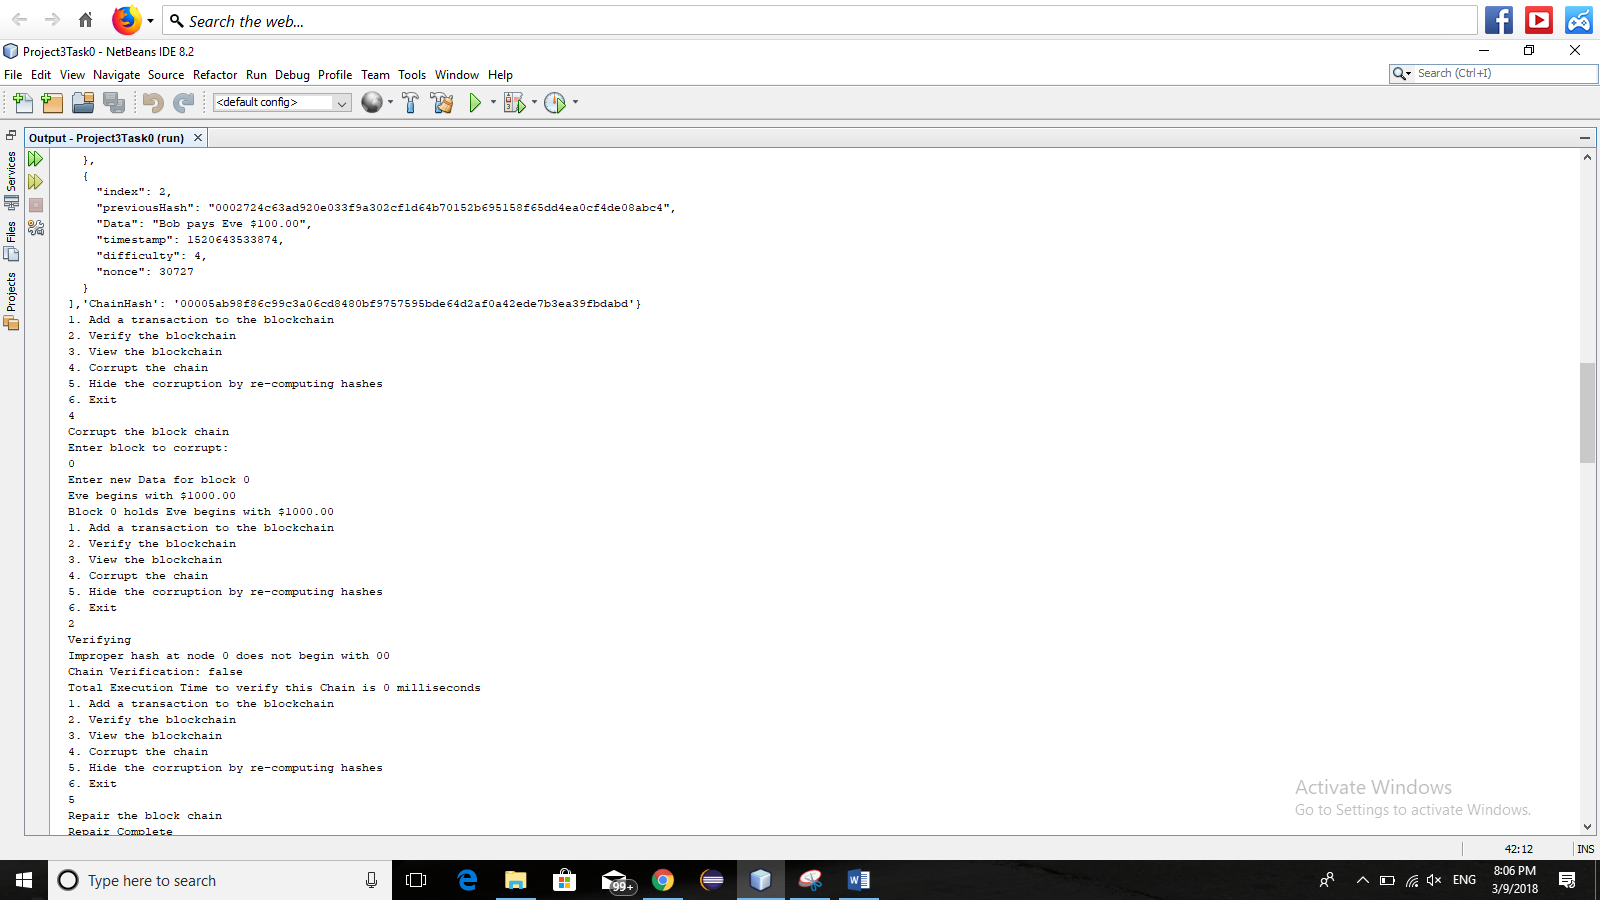 Search the web...
Project3Task0 - NetBeans IDE 8.2
File Edit View Navigate Source Refactor Run Debug Profile Team Tools Window Help
Search (Ctrl+I)
<default config>
Output - Project3Task0 (run)
Services
Files
Projects
},
{
"index": 2,
"previousHash": "0002724c63ad920e033f9a302cf1d64b70152b695158f65dd4ea0cf4de08abc4",
"Data": "Bob pays Eve $100.00",
"timestamp": 1520643533874,
"difficulty": 4,
"nonce": 30727
}
],'ChainHash': '00005ab98f86c99c3a06cd8480bf9757595bde64d2af0a42ede7b3ea39fbdabd'}
1. Add a transaction to the blockchain
2. Verify the blockchain
3. View the blockchain
4. Corrupt the chain
5. Hide the corruption by re-computing hashes
6. Exit
4
Corrupt the block chain
Enter block to corrupt:
0
Enter new Data for block 0
Eve begins with $1000.00
Block 0 holds Eve begins with $1000.00
1. Add a transaction to the blockchain
2. Verify the blockchain
3. View the blockchain
4. Corrupt the chain
5. Hide the corruption by re-computing hashes
6. Exit
2
Verifying
Improper hash at node 0 does not begin with 00
Chain Verification: false
Total Execution Time to verify this Chain is 0 milliseconds
1. Add a transaction to the blockchain
2. Verify the blockchain
3. View the blockchain
4. Corrupt the chain
5. Hide the corruption by re-computing hashes
6. Exit
5
Repair the block chain
Repair Complete
Activate Windows
Go to Settings to activate Windows.
42:12
INS
Type here to search
99+
ENG
8:06 PM
3/9/2018